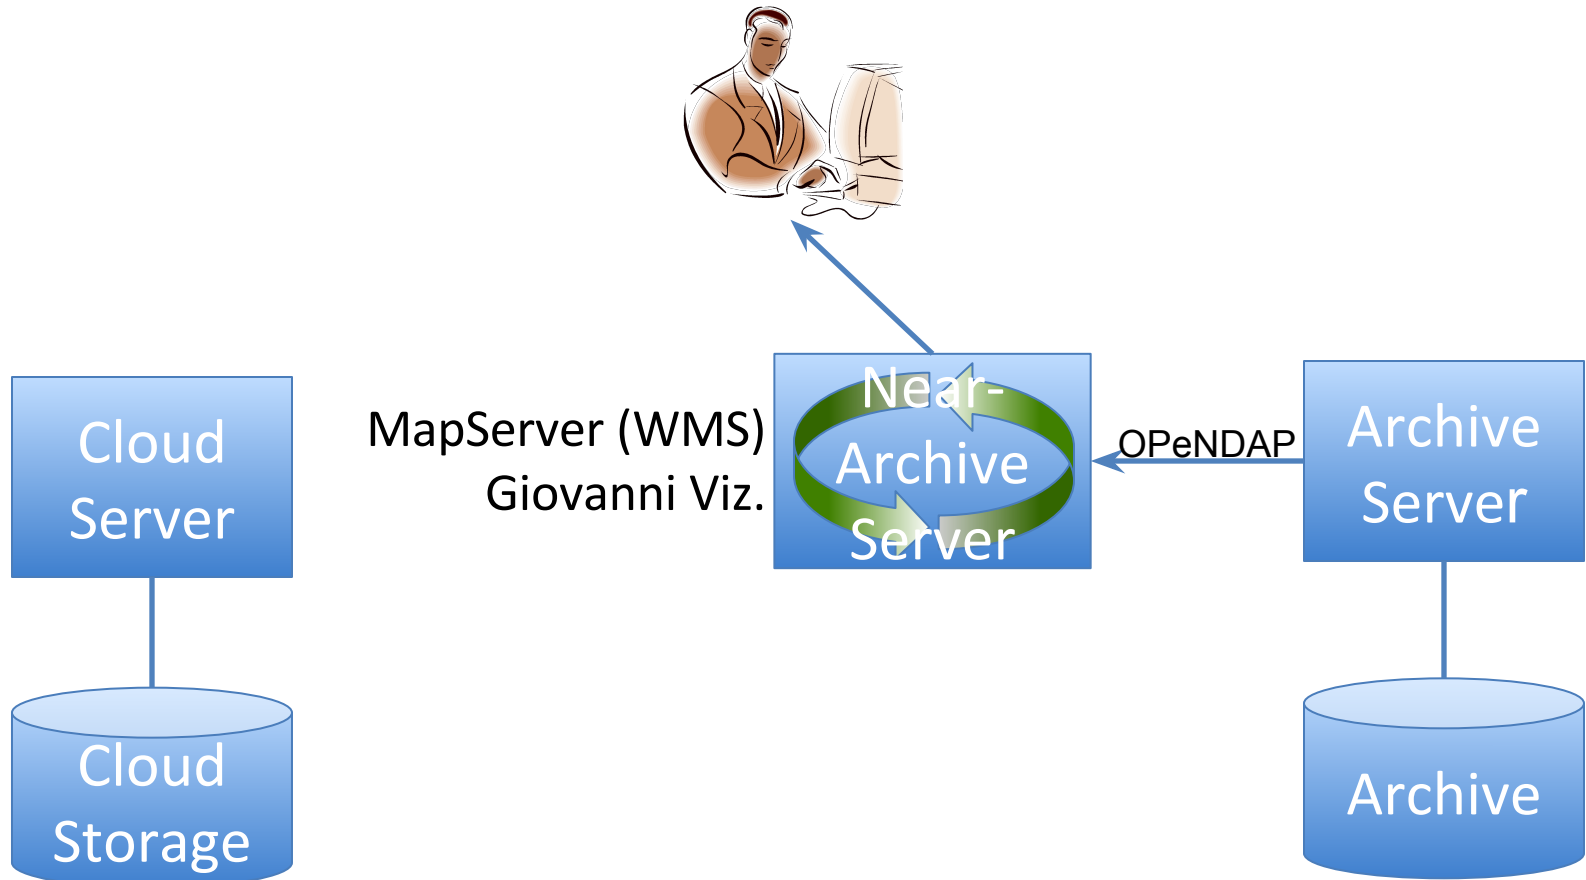 Cloud
Server
Cloud
Storage
MapServer (WMS)
Giovanni Viz.
Near-
Archive
Server
OPeNDAP
Archive
Server
Archive